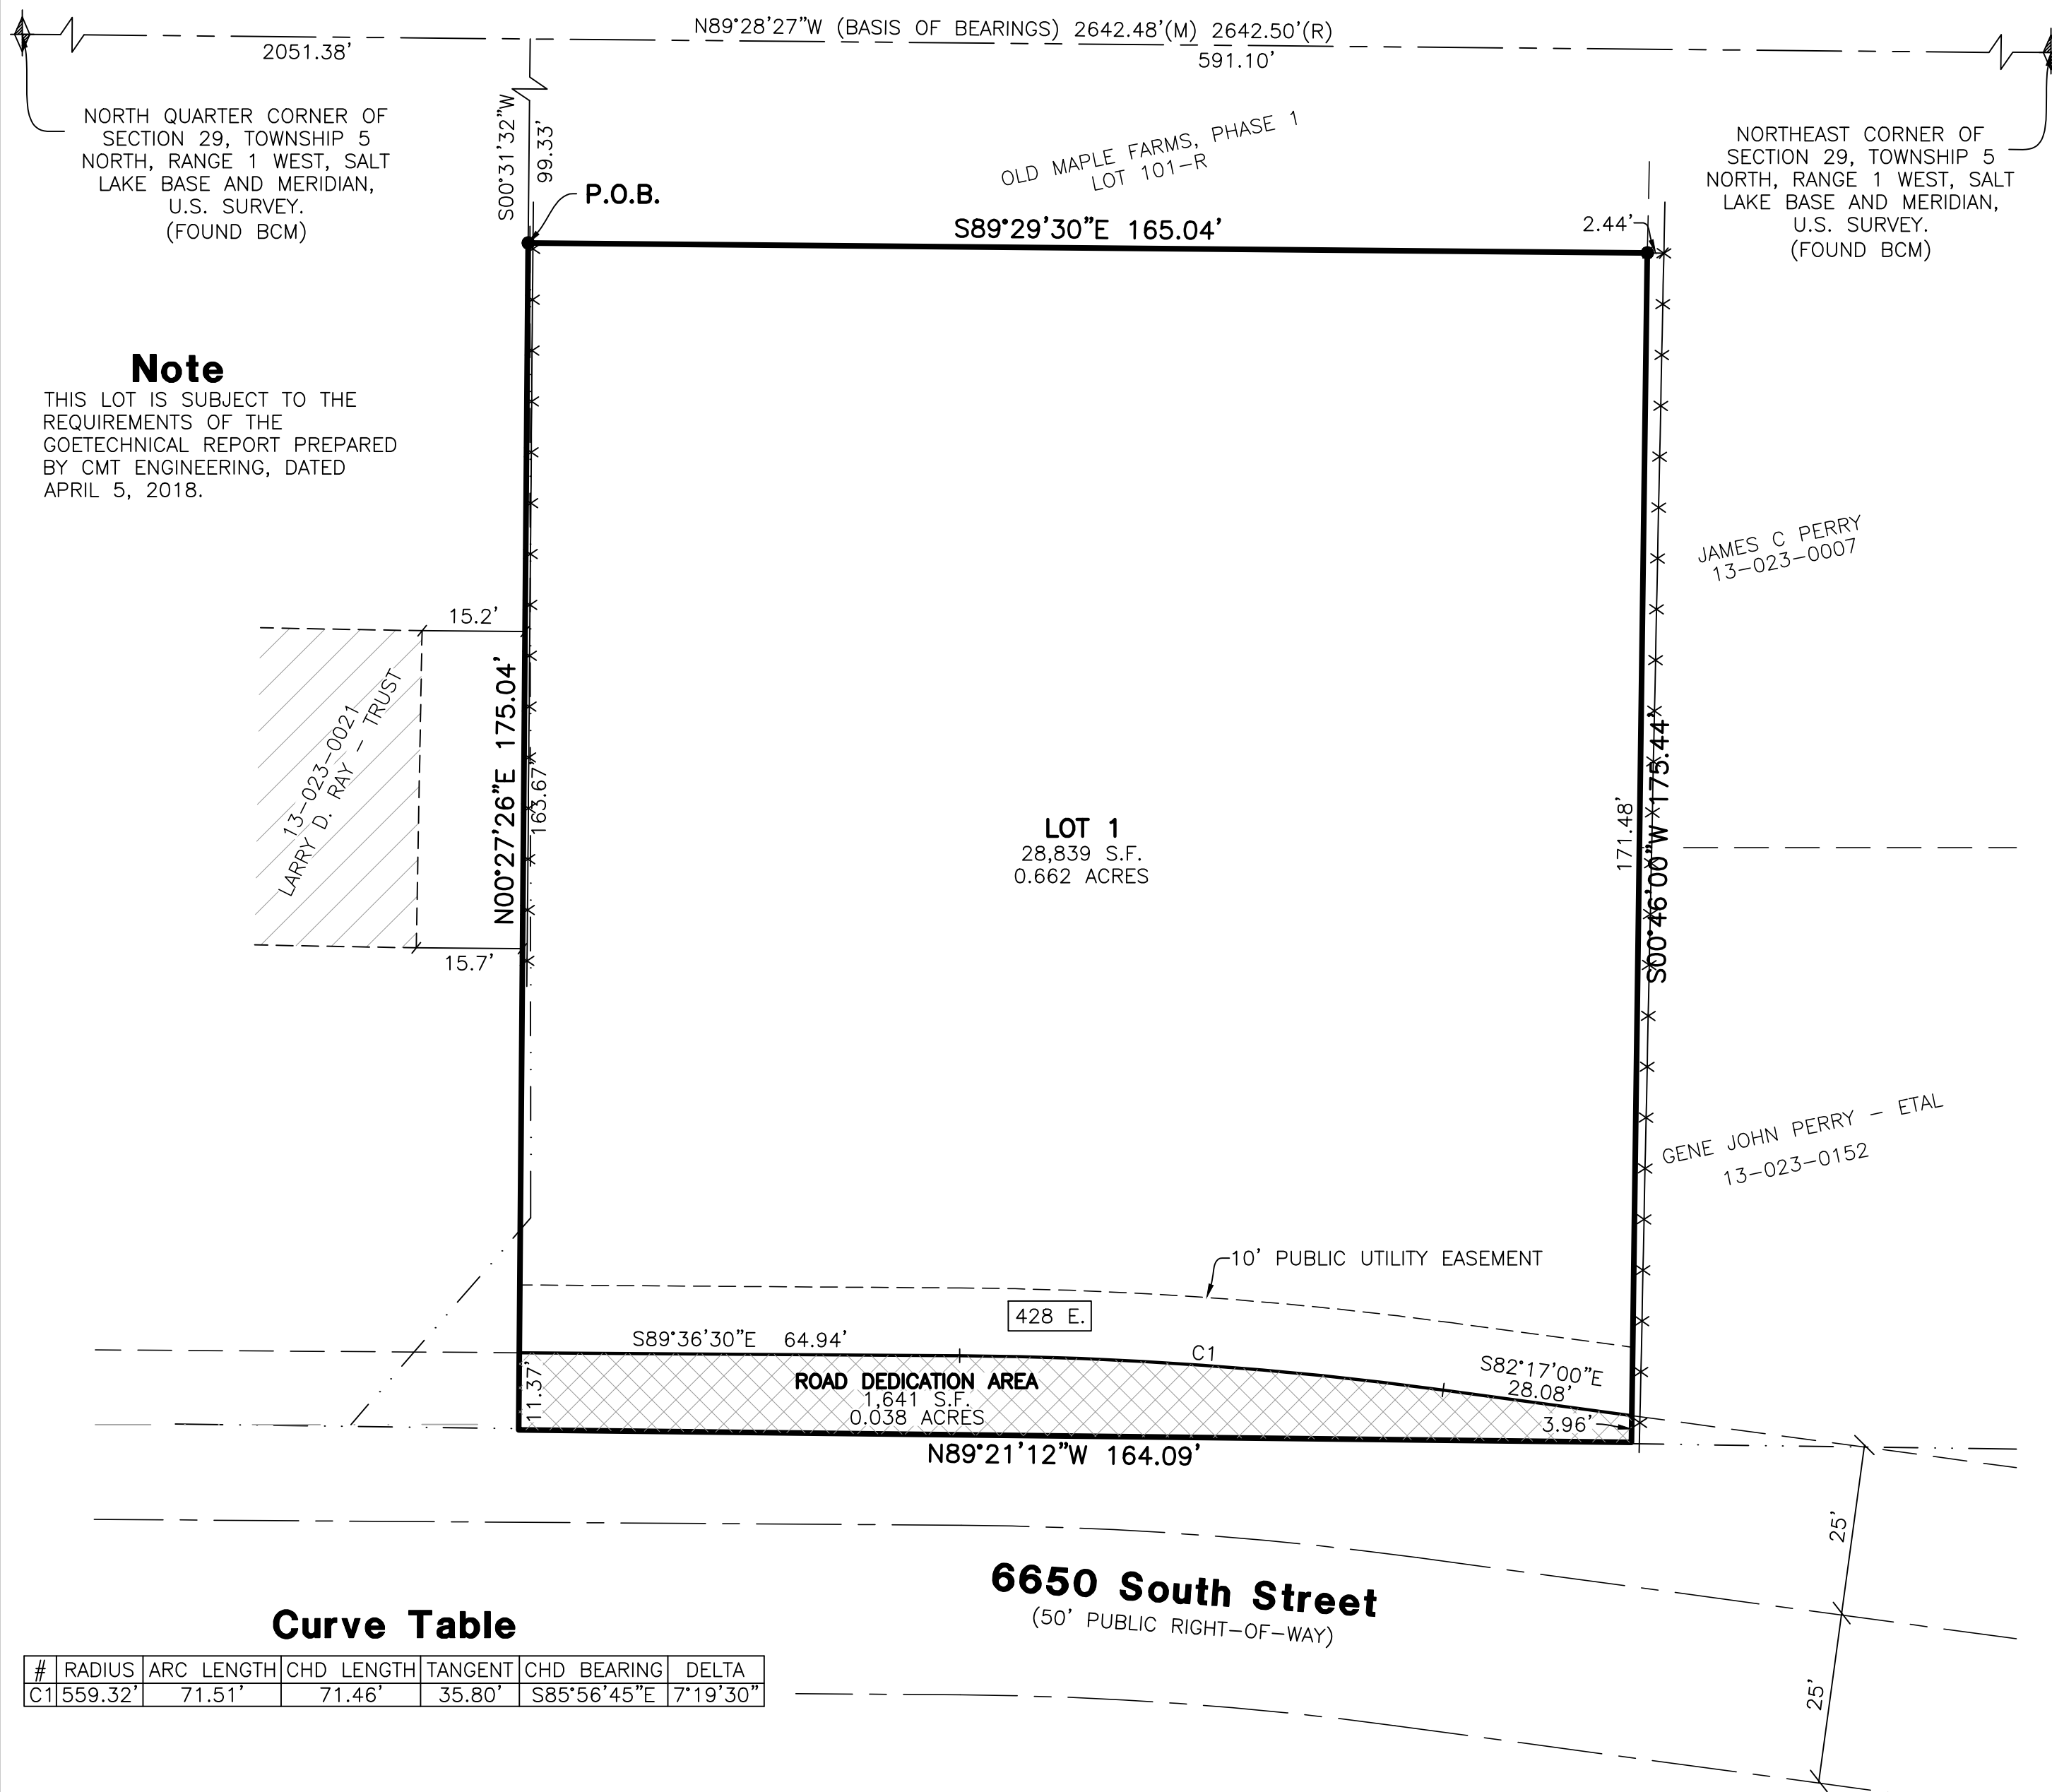 N89°28'27"W (BASIS OF BEARINGS) 2642.48'(M) 2642.50'(R)
2051.38'
591.10'
NORTH QUARTER CORNER OF
SECTION 29, TOWNSHIP 5
NORTH, RANGE 1 WEST, SALT
LAKE BASE AND MERIDIAN,
U.S. SURVEY.
(FOUND BCM)
S00°31'32"W
99.33'
P.O.B.
OLD MAPLE FARMS, PHASE 1
LOT 101-R
S89°29'30"E 165.04'
2.44'
NORTHEAST CORNER OF
SECTION 29, TOWNSHIP 5
NORTH, RANGE 1 WEST, SALT
LAKE BASE AND MERIDIAN,
U.S. SURVEY.
(FOUND BCM)
Note
THIS LOT IS SUBJECT TO THE
REQUIREMENTS OF THE
GOETECHNICAL REPORT PREPARED
BY CMT ENGINEERING, DATED
APRIL 5, 2018.
JAMES C PERRY
13-023-0007
15.2'
13-023-0021
LARRY D. RAY - TRUST
15.7'
N00°27'26"E 175.04'
163.67'
LOT 1
28,839 S.F.
0.662 ACRES
171.48'
S00°46'00"W 175.44'
GENE JOHN PERRY - ETAL
13-023-0152
10' PUBLIC UTILITY EASEMENT
428 E.
S89°36'30"E 64.94'
C1
S82°17'00"E
28.08'
11.37'
ROAD DEDICATION AREA
1,641 S.F.
0.038 ACRES
3.96'
N89°21'12"W 164.09'
25'
25'
6650 South Street
(50' PUBLIC RIGHT-OF-WAY)
Curve Table
# RADIUS ARC LENGTH CHD LENGTH TANGENT CHD BEARING DELTA
C1 559.32' 71.51' 71.46' 35.80' S85°56'45"E 7°19'30"